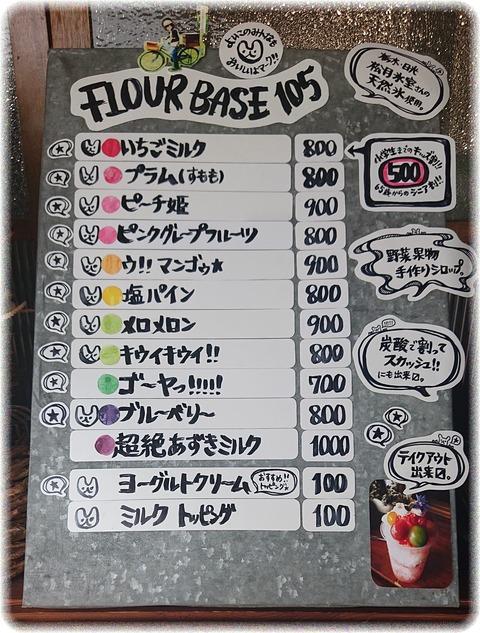 よいこのみんなも
おいしいはマーク!!
FLOUR BASE 105
栃木・日光
松月氷室さんの
天然氷
使用。
いちごミルク 800
小学生までのキッズ割!!
500
65才からのシニア割!!
プラム(すもも) 800
ピーチ姫 900
ピンクグレープフルーツ 800
野菜果物
手作りシロップ。
ウ!! マンゴゥ★ 900
塩パイン 800
メロメロン 900
炭酸で割って
スカッシュ!!
にも出来〼。
キウイキウイ!! 800
ゴーヤっ!!!!! 700
ブルーベリー 800
超絶あずきミルク 1000
テイクアウト
出来〼。
ヨーグルトクリーム おすすめ!! トッピング★ 100
ミルク トッピング 100